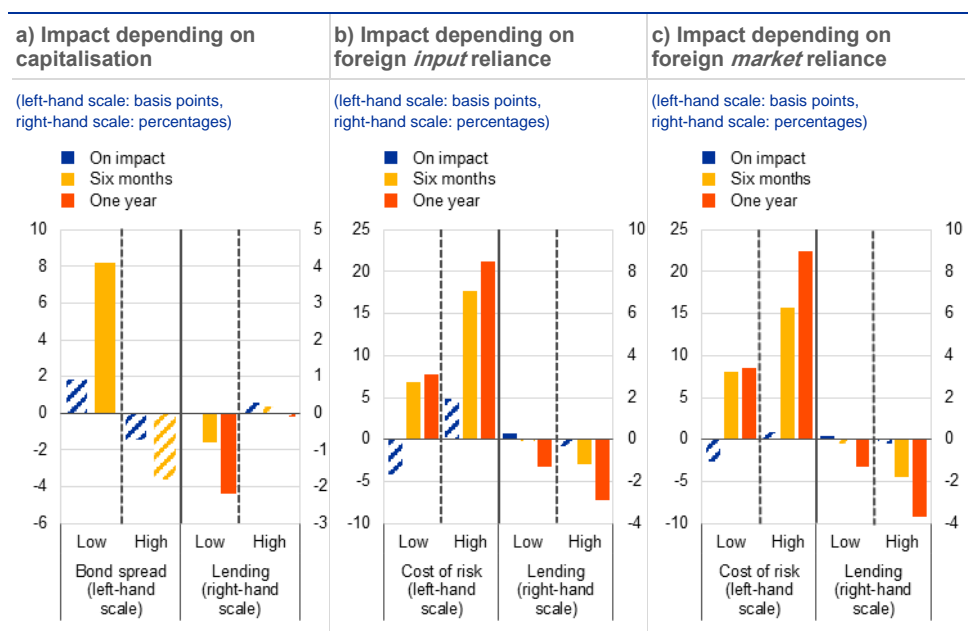 a) Impact depending on
capitalisation
(left-hand scale: basis points,
right-hand scale: percentages)
On impact
Six months
One year
10
8
6
4
2
0
-2
-4
-6
5
4
3
2
1
0
-1
-2
-3
Low High Low High
Bond spread
(left-hand
scale)
Lending
(right-hand
scale)
b) Impact depending on
foreign input reliance
(left-hand scale: basis points,
right-hand scale: percentages)
On impact
Six months
One year
25
20
15
10
5
0
-5
-10
10
8
6
4
2
0
-2
-4
Low High Low High
Cost of risk
(left-hand
scale)
Lending
(right-hand
scale)
c) Impact depending on
foreign market reliance
(left-hand scale: basis points,
right-hand scale: percentages)
On impact
Six months
One year
25
20
15
10
5
0
-5
-10
10
8
6
4
2
0
-2
-4
Low High Low High
Cost of risk
(left-hand
scale)
Lending
(right-hand
scale)